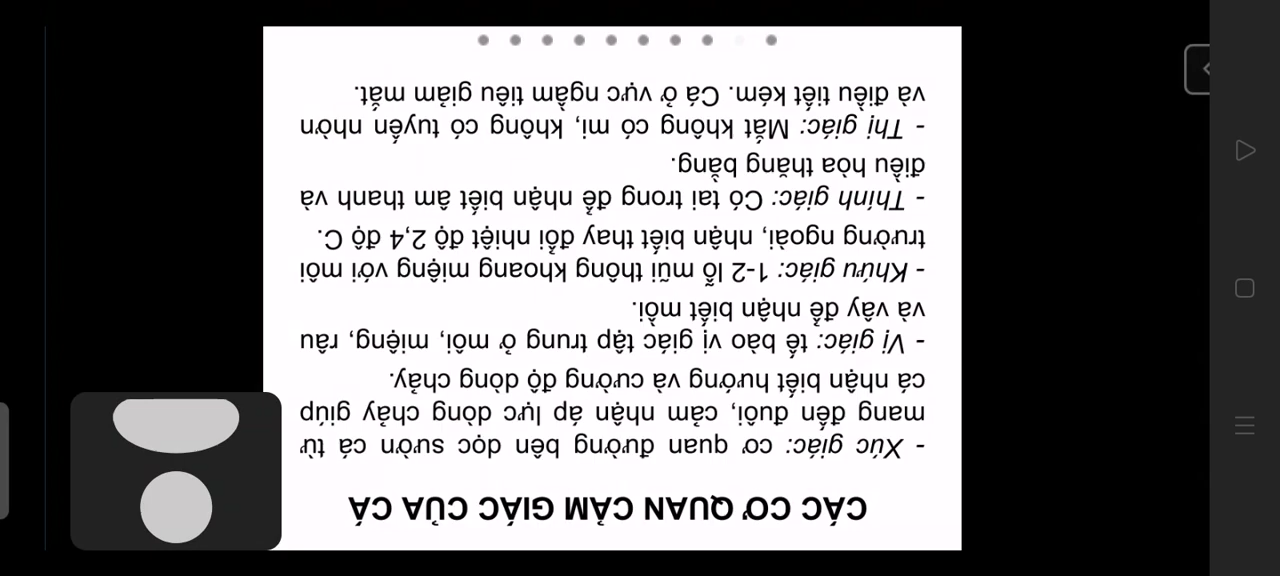 CÁC CƠ QUAN CẢM GIÁC CỦA CÁ
- Xúc giác: cơ quan đường bên dọc sườn cá từ
mang đến đuôi, cảm nhận áp lực dòng chảy giúp
cá nhận biết hướng và cường độ dòng chảy.
- Vị giác: tế bào vị giác tập trung ở môi, miệng, râu
và vây để nhận biết mồi.
- Khứu giác: 1-2 lỗ mũi thông khoang miệng với môi
trường ngoài, nhận biết thay đổi nhiệt độ 2,4 độ C.
- Thính giác: Có tai trong để nhận biết âm thanh và
điều hòa thăng bằng.
- Thị giác: Mắt không có mi, không có tuyến nhờn
và điều tiết kém. Cá ở vực ngầm tiêu giảm mắt.